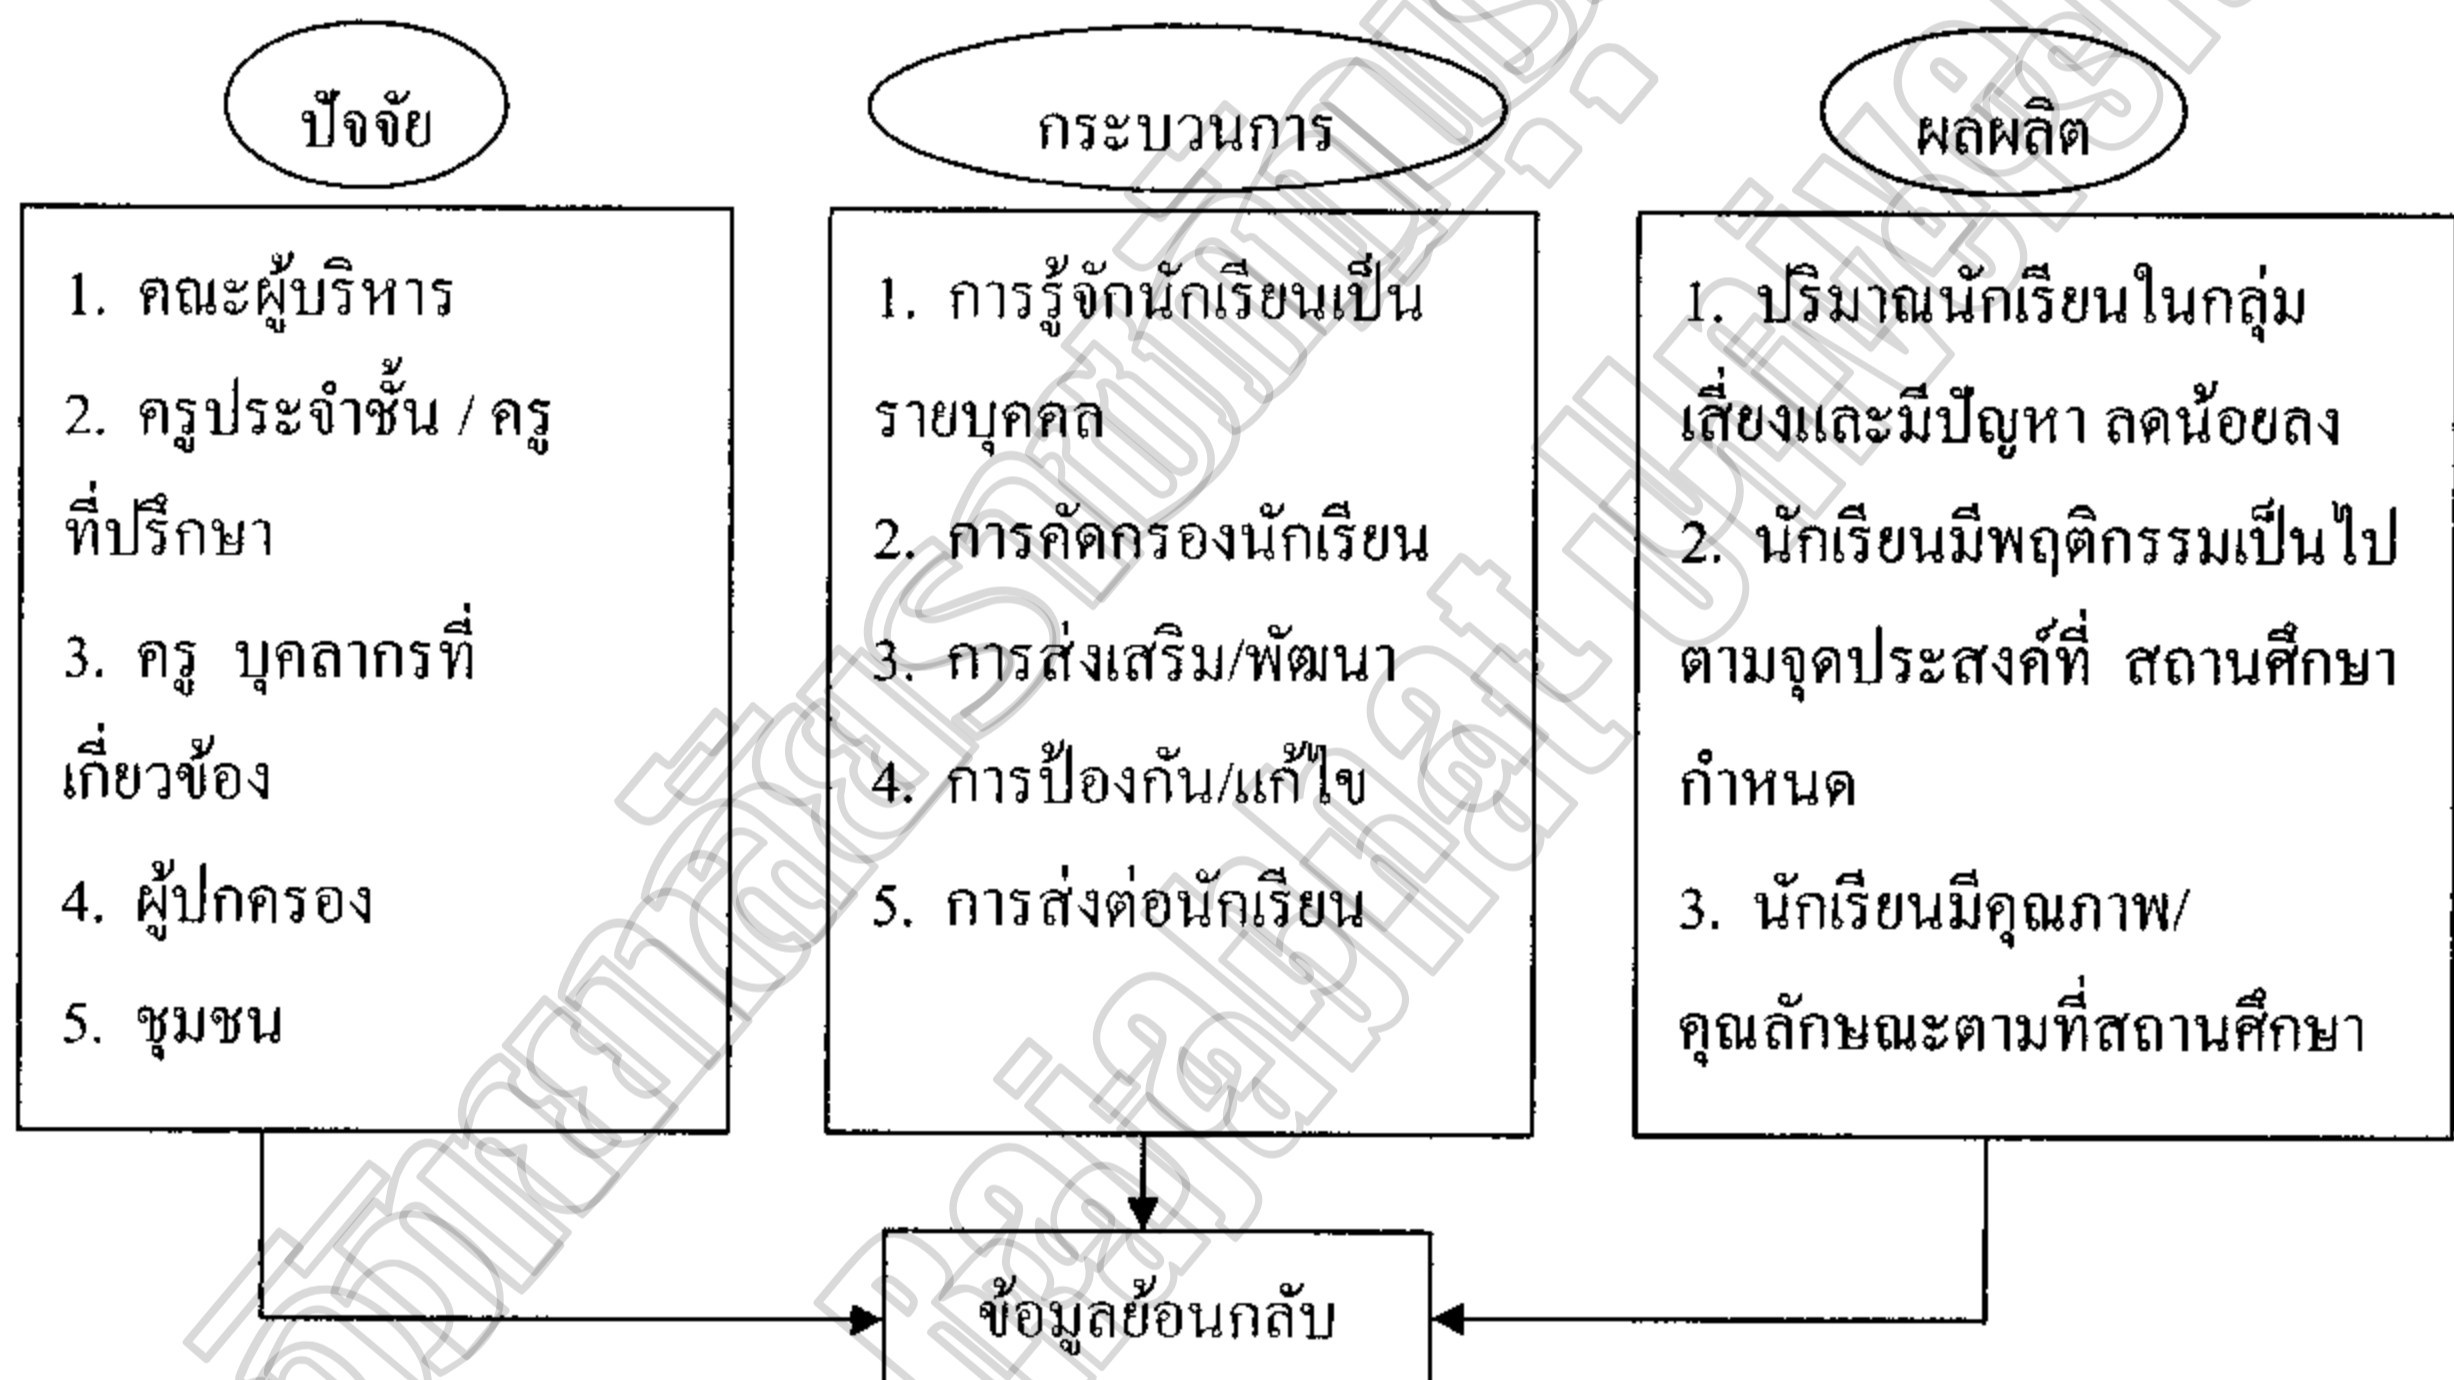 ปัจจัย
1. คณะผู้บริหาร
2. ครูประจำชั้น / ครู
ที่ปรึกษา
3. ครู บุคลากรที่
เกี่ยวข้อง
4. ผู้ปกครอง
5. ชุมชน
กระบวนการ
1. การรู้จักนักเรียนเป็น
รายบุคคล
2. การคัดกรองนักเรียน
3. การส่งเสริม/พัฒนา
4. การป้องกัน/แก้ไข
5. การส่งต่อนักเรียน
ผลผลิต
1. ปริมาณนักเรียนในกลุ่ม
เสี่ยงและมีปัญหา ลดน้อยลง
2. นักเรียนมีพฤติกรรมเป็นไป
ตามจุดประสงค์ที่ สถานศึกษา
กำหนด
3. นักเรียนมีคุณภาพ/
คุณลักษณะตามที่สถานศึกษา
ข้อมูลย้อนกลับ